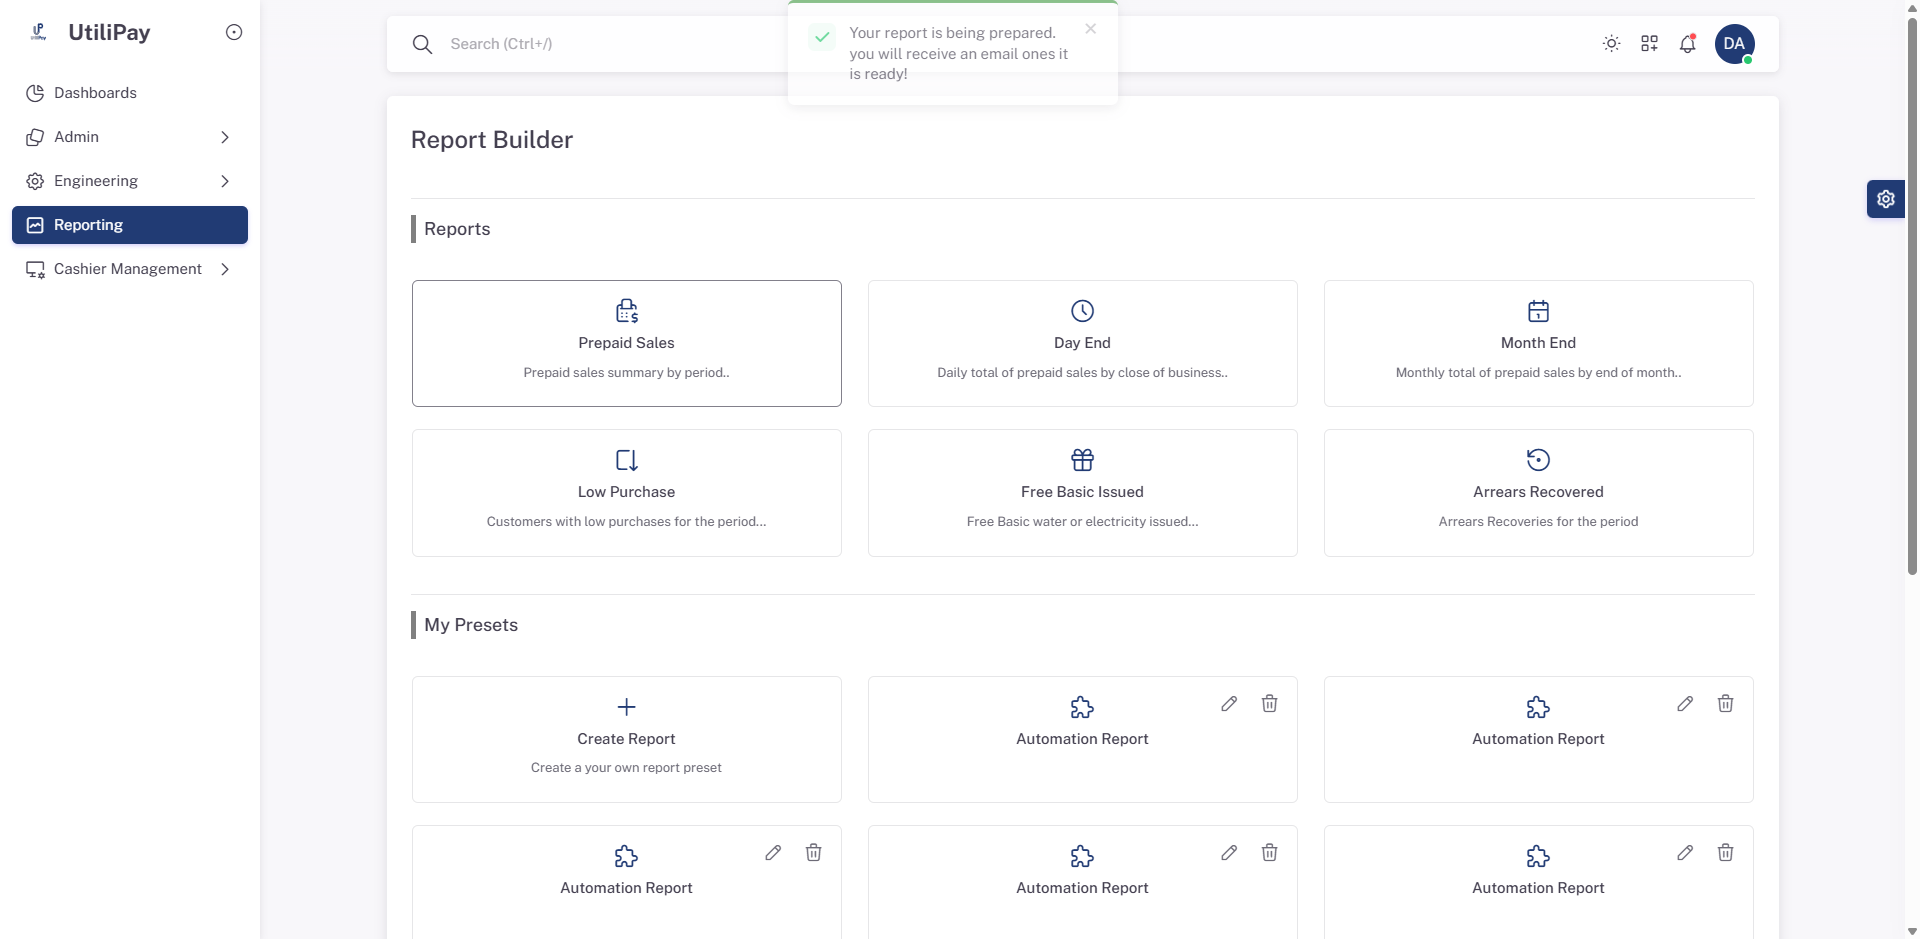 UtiliPay
Dashboards
Admin
Engineering
Reporting
Cashier Management
Search (Ctrl+/)
Your report is being prepared.
you will receive an email ones it
is ready!
DA
Report Builder
Reports
Prepaid Sales
Prepaid sales summary by period..
Day End
Daily total of prepaid sales by close of business..
Month End
Monthly total of prepaid sales by end of month..
Low Purchase
Customers with low purchases for the period...
Free Basic Issued
Free Basic water or electricity issued...
Arrears Recovered
Arrears Recoveries for the period
My Presets
Create Report
Create a your own report preset
Automation Report
Automation Report
Automation Report
Automation Report
Automation Report